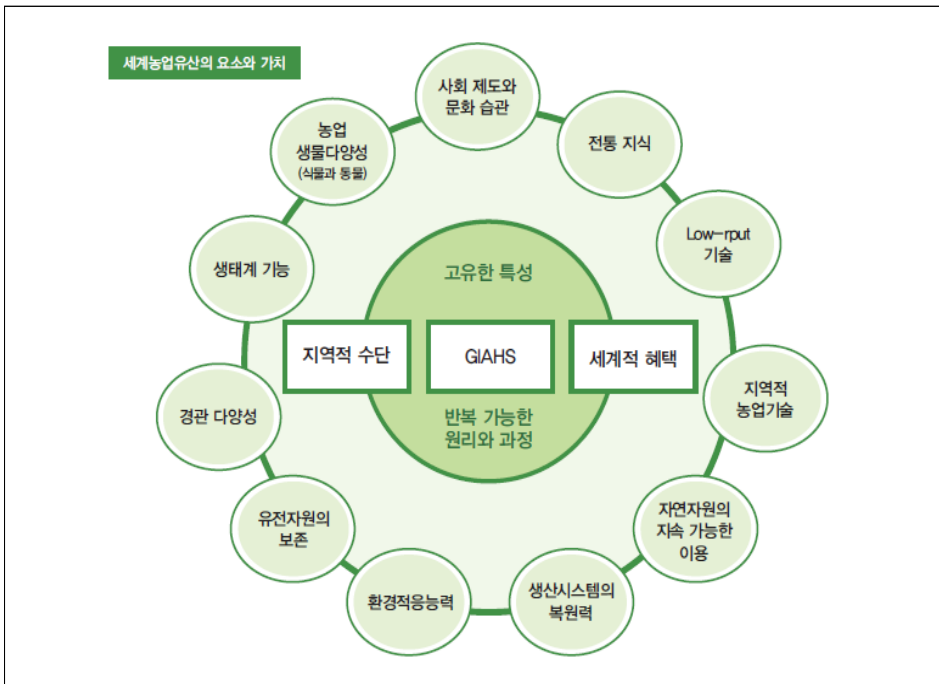 세계농업유산의 요소와 가치
사회 제도와
문화 습관
전통 지식
Low-rput
기술
지역적
농업기술
자연자원의
지속 가능한
이용
생산시스템의
복원력
환경적응능력
유전자원의
보존
경관 다양성
생태계 기능
농업
생물다양성
(식물과 동물)
고유한 특성
지역적 수단
GIAHS
세계적 혜택
반복 가능한
원리와 과정